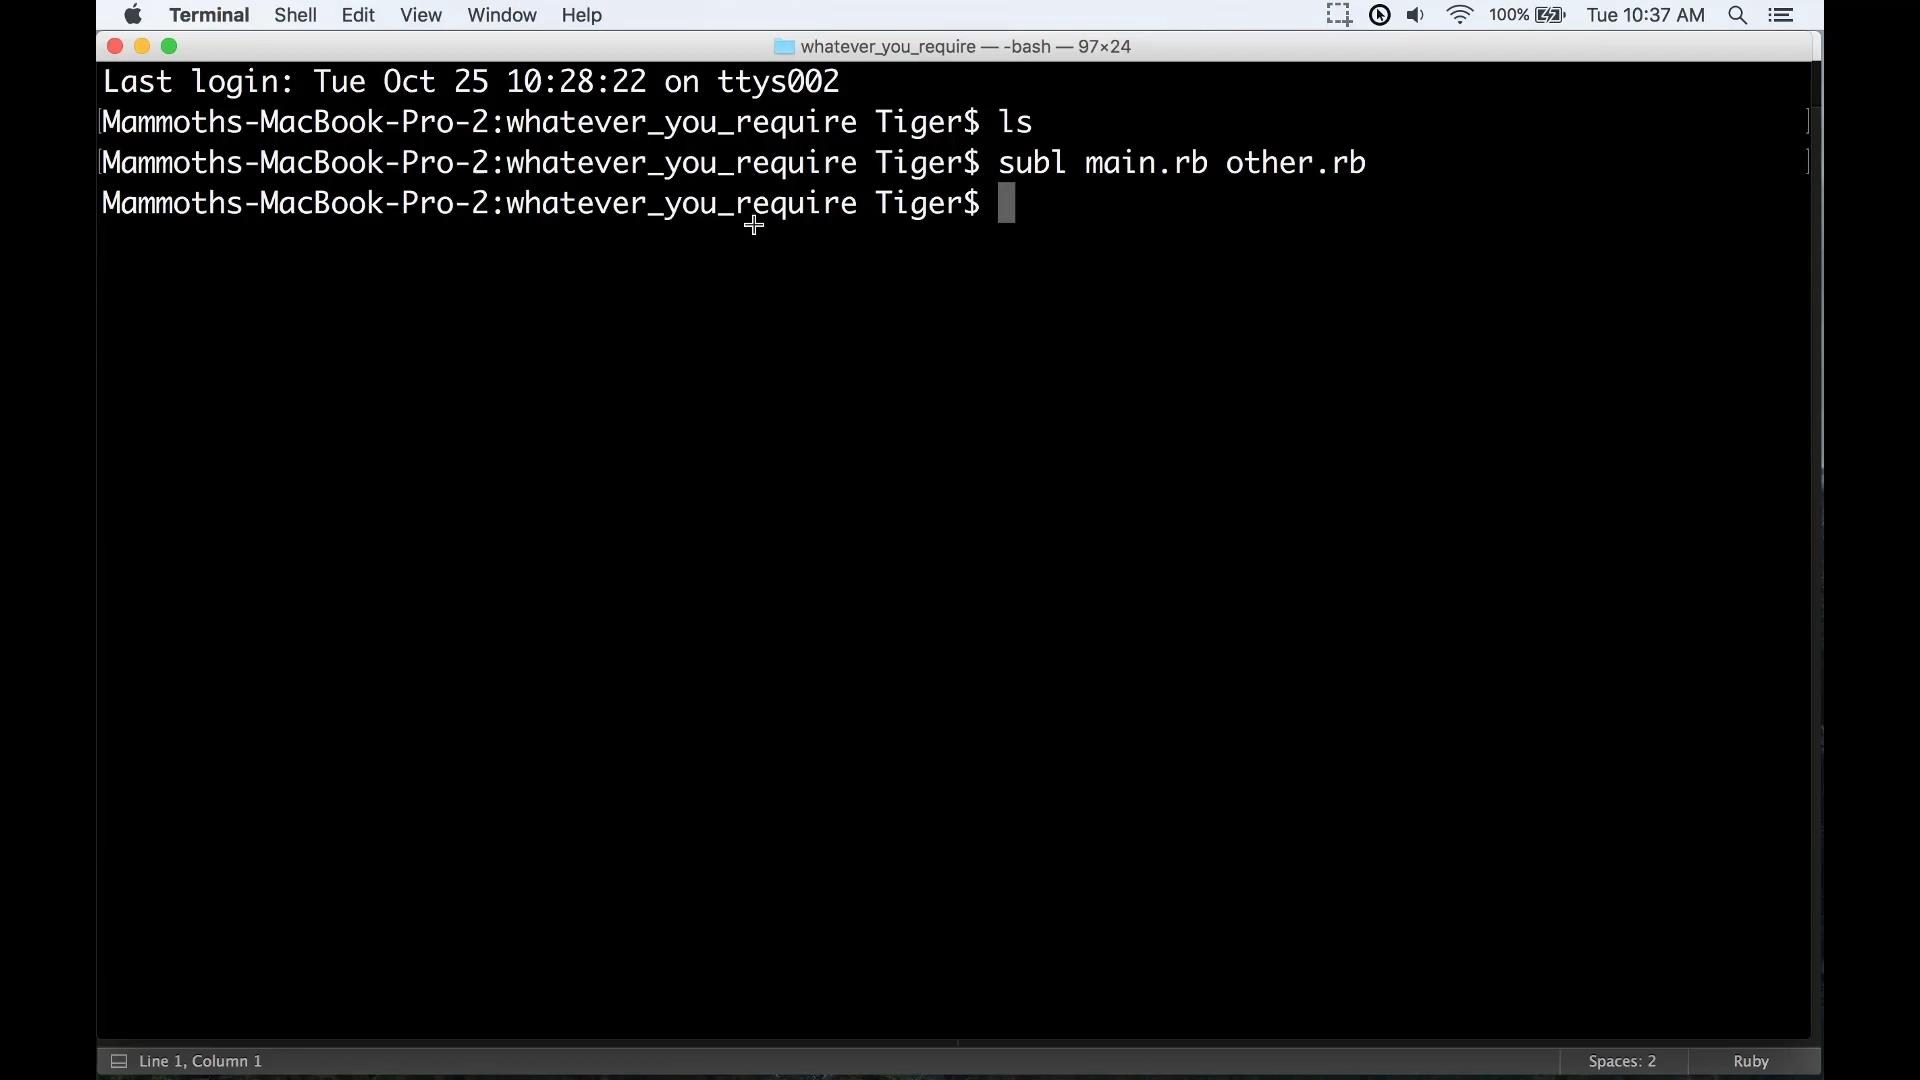 Terminal Shell Edit View Window Help 100% Tue 10:37 AM
whatever_you_require — -bash — 97×24
Last login: Tue Oct 25 10:28:22 on ttys002
Mammoths-MacBook-Pro-2:whatever_you_require Tiger$ ls
Mammoths-MacBook-Pro-2:whatever_you_require Tiger$ subl main.rb other.rb
Mammoths-MacBook-Pro-2:whatever_you_require Tiger$
Line 1, Column 1 Spaces: 2 Ruby